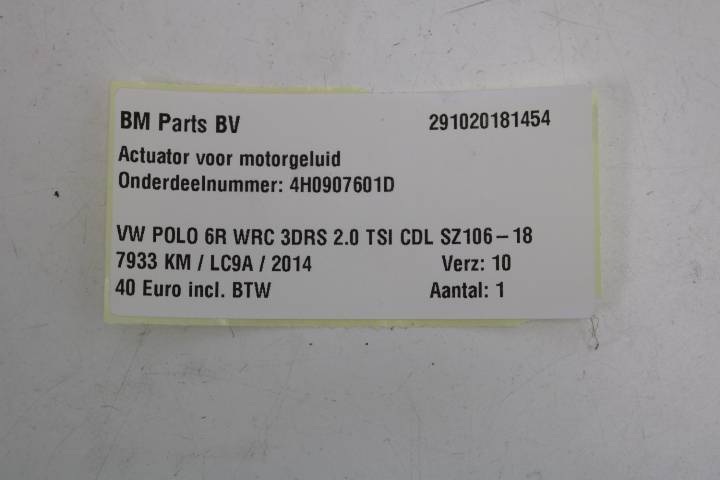 BM Parts BV 291020181454
Actuator voor motorgeluid
Onderdeelnummer: 4H0907601D
VW POLO 6R WRC 3DRS 2.0 TSI CDL SZ106-18
7933 KM / LC9A / 2014 Verz: 10
40 Euro incl. BTW Aantal: 1